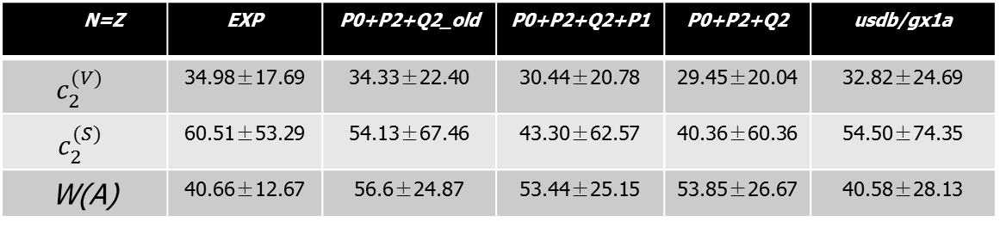 N=Z EXP P0+P2+Q2_old P0+P2+Q2+P1 P0+P2+Q2 usdb/gx1a
c₂⁽ⱽ⁾ 34.98±17.69 34.33±22.40 30.44±20.78 29.45±20.04 32.82±24.69
c₂⁽ˢ⁾ 60.51±53.29 54.13±67.46 43.30±62.57 40.36±60.36 54.50±74.35
W(A) 40.66±12.67 56.6±24.87 53.44±25.15 53.85±26.67 40.58±28.13